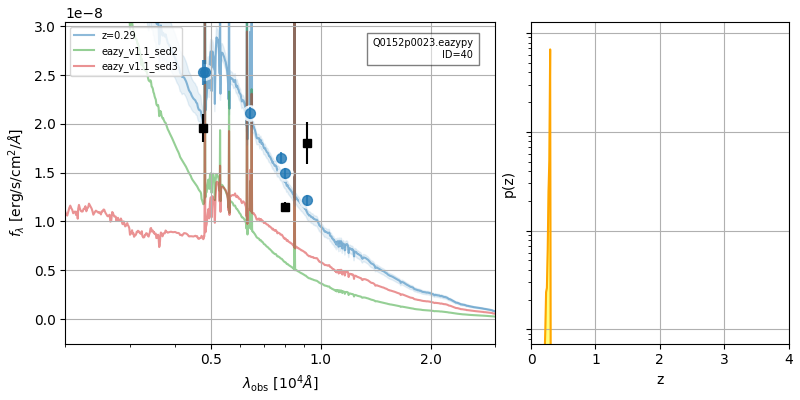 1e−8
z=0.29
eazy_v1.1_sed2
eazy_v1.1_sed3
Q0152p0023.eazypy
ID=40
3.0
2.5
2.0
1.5
1.0
0.5
0.0
fλ [erg/s/cm²/Å]
0.5 1.0 2.0
λobs [10⁴Å]
p(z)
0 1 2 3 4
z